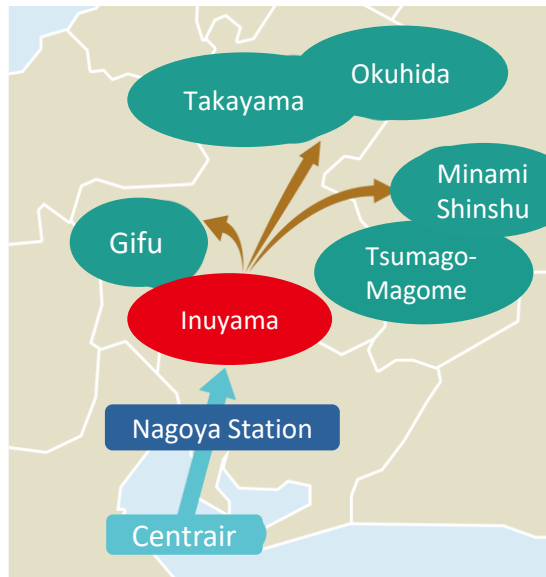 Okuhida
Takayama
Minami
Shinshu
Gifu
Tsumago-
Magome
Inuyama
Nagoya Station
Centrair